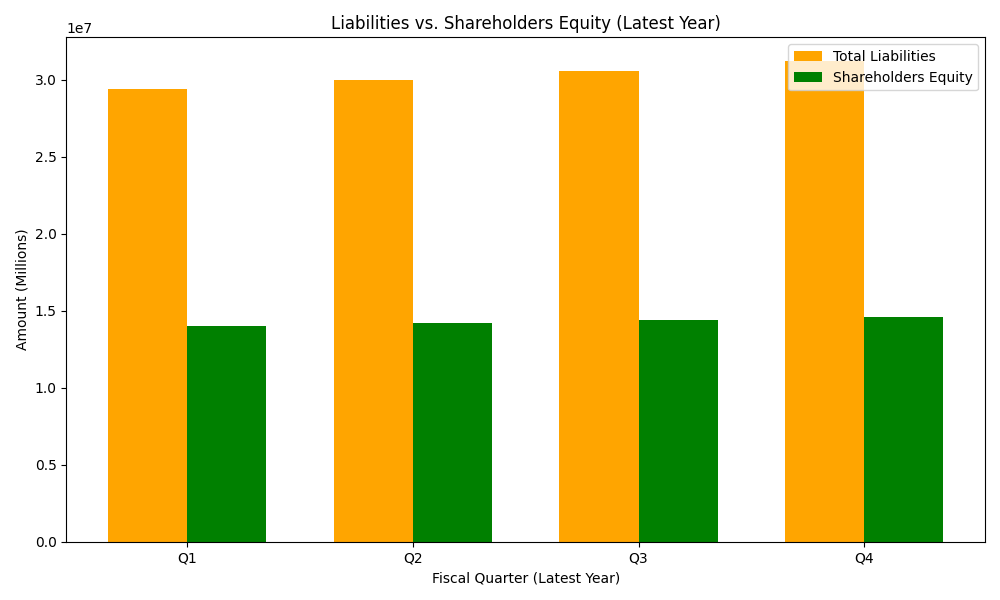 Liabilities vs. Shareholders Equity (Latest Year)
1e7
Total Liabilities
Shareholders Equity
3.0
2.5
2.0
1.5
1.0
0.5
0.0
Amount (Millions)
Q1 Q2 Q3 Q4
Fiscal Quarter (Latest Year)